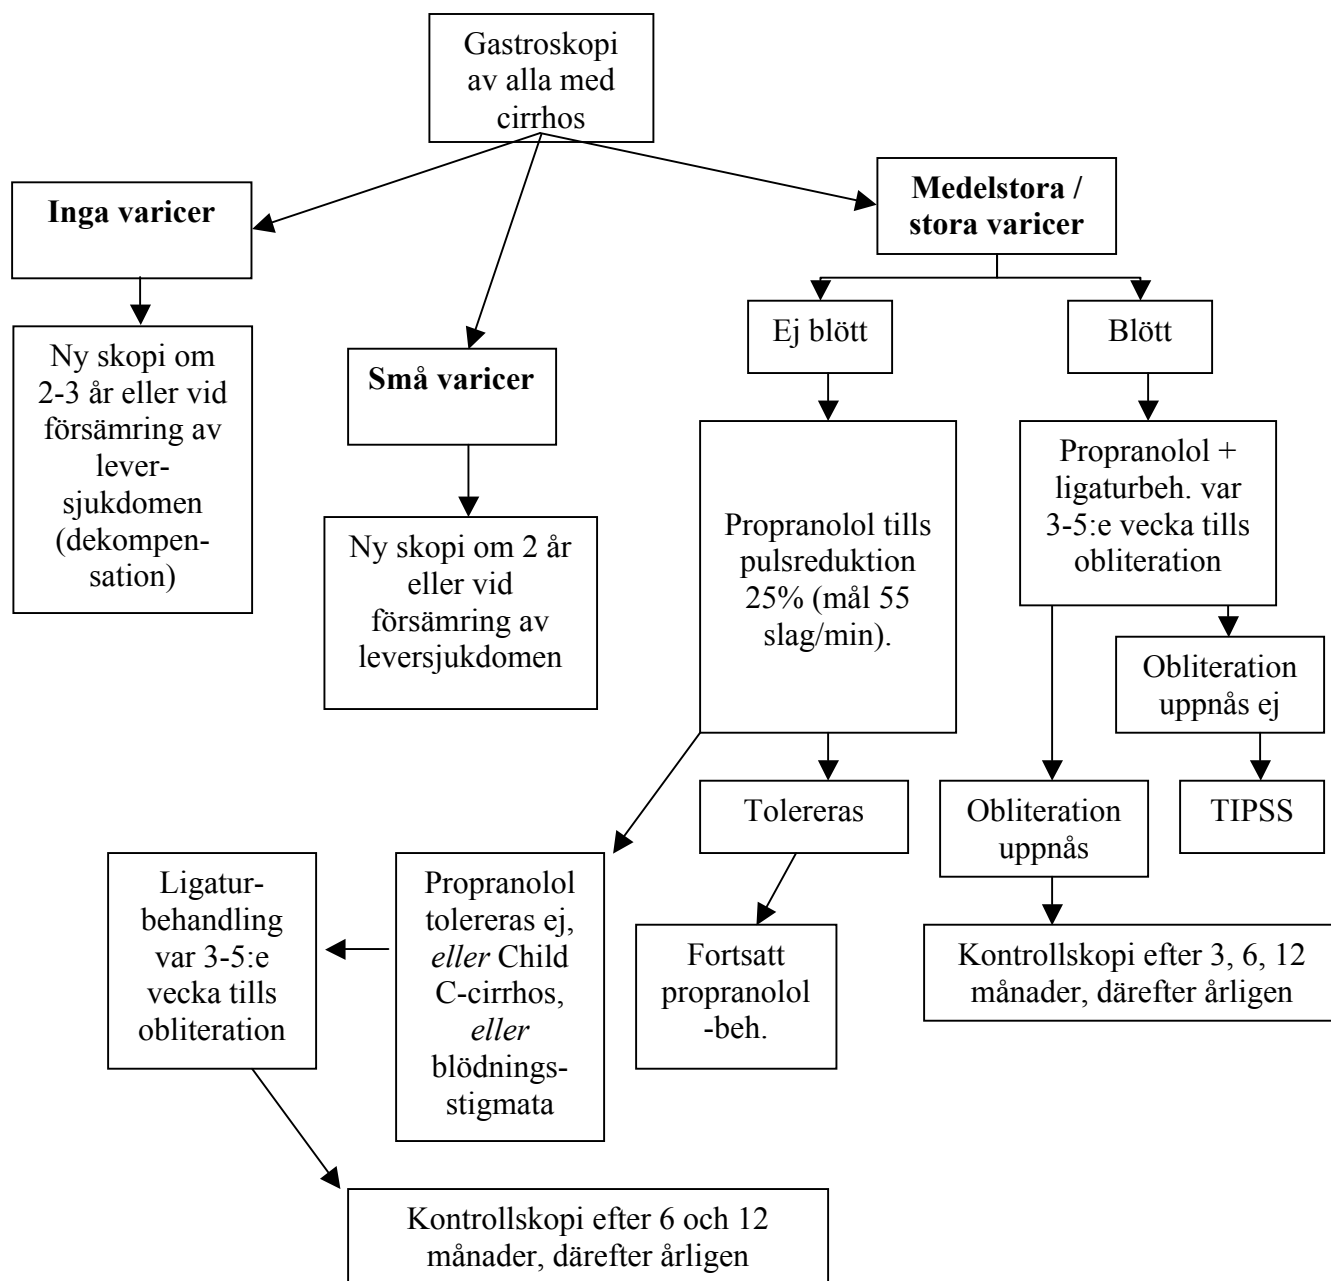 Gastroskopi
av alla med
cirrhos
Inga varicer
Medelstora /
stora varicer
Ej blött
Blött
Ny skopi om
2-3 år eller vid
försämring av
lever-
sjukdomen
(dekompen-
sation)
Små varicer
Ny skopi om 2 år
eller vid
försämring av
leversjukdomen
Propranolol tills
pulsreduktion
25% (mål 55
slag/min).
Propranolol +
ligaturbeh. var
3-5:e vecka tills
obliteration
Obliteration
uppnås ej
Tolereras
Obliteration
uppnås
TIPSS
Ligatur-
behandling
var 3-5:e
vecka tills
obliteration
Propranolol
tolereras ej,
eller Child
C-cirrhos,
eller
blödnings-
stigmata
Fortsatt
propranolol
-beh.
Kontrollskopi efter 3, 6, 12
månader, därefter årligen
Kontrollskopi efter 6 och 12
månader, därefter årligen